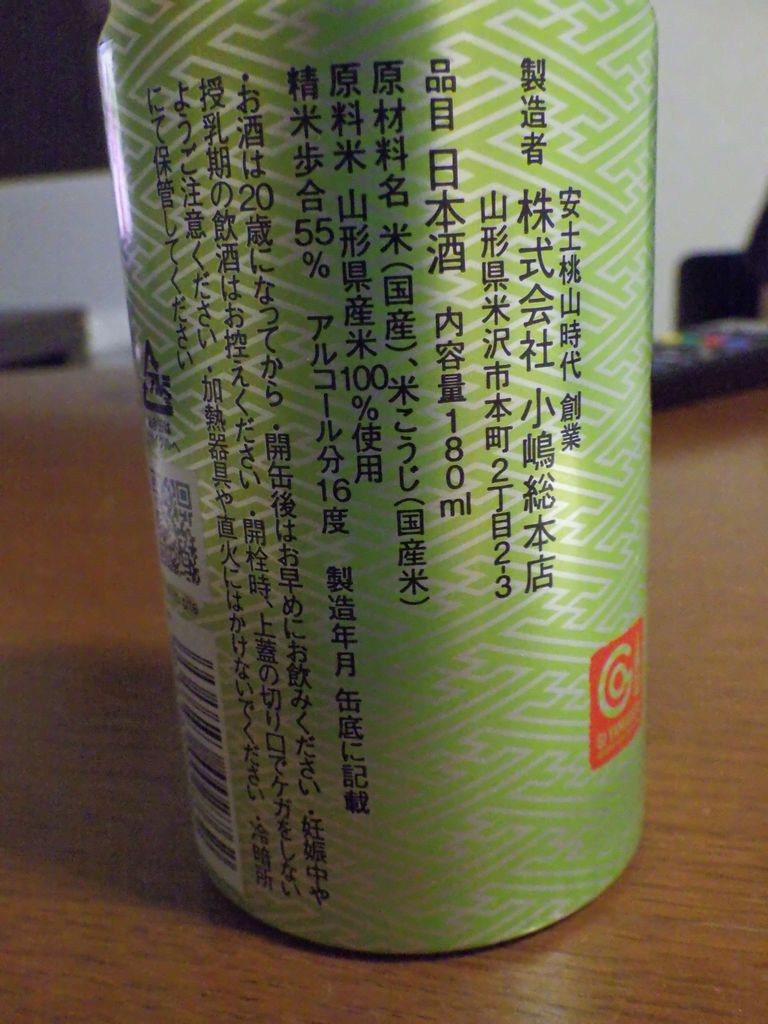 安土桃山時代 創業
製造者 株式会社 小嶋総本店
山形県米沢市本町2丁目2-3
品目 日本酒 内容量180ml
原材料名 米(国産)、米こうじ(国産米)
原料米 山形県産米100%使用
精米歩合55% アルコール分16度 製造年月 缶底に記載
・お酒は20歳になってから ・開缶後はお早めにお飲みください ・妊娠中や
授乳期の飲酒はお控えください ・開栓時、上蓋の切り口でケガをしない
ようご注意ください ・加熱器具や直火にはかけないでください ・冷暗所
にて保管してください